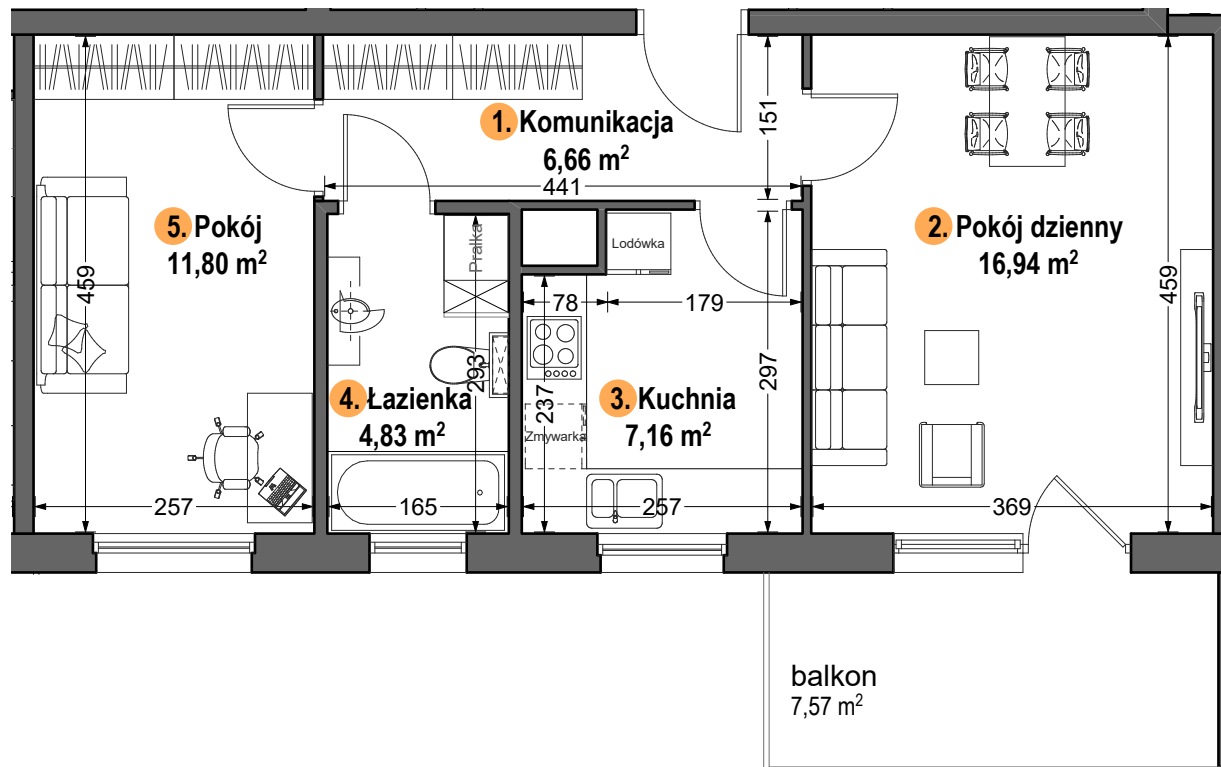 1. Komunikacja
6,66 m²
441
151
5. Pokój
11,80 m²
459
257
2. Pokój dzienny
16,94 m²
459
369
Lodówka
Pralka
78
179
297
237
3. Kuchnia
7,16 m²
Zmywarka
257
4. Łazienka
4,83 m²
293
165
balkon
7,57 m²